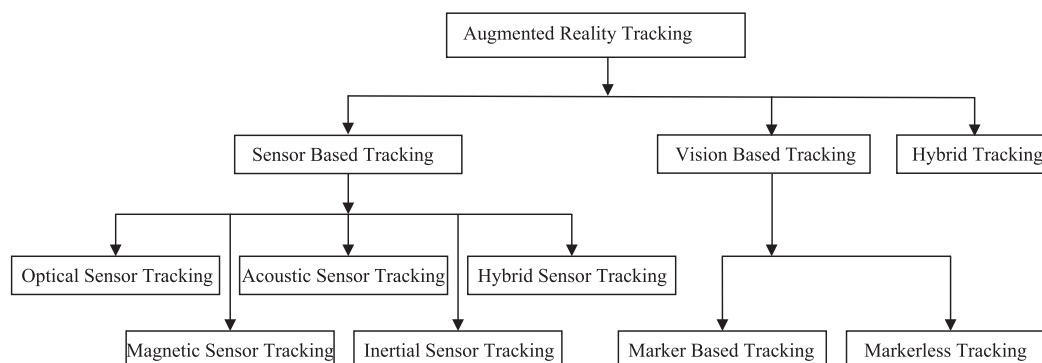 Augmented Reality Tracking
Sensor Based Tracking
Vision Based Tracking
Hybrid Tracking
Optical Sensor Tracking
Acoustic Sensor Tracking
Hybrid Sensor Tracking
Magnetic Sensor Tracking
Inertial Sensor Tracking
Marker Based Tracking
Markerless Tracking